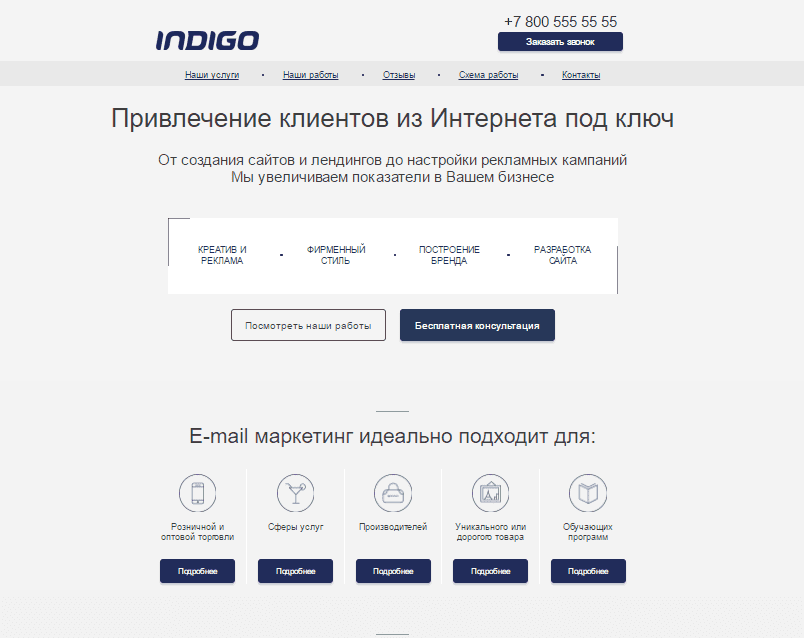 INDIGO
+7 800 555 55 55
Заказать звонок
Наши услуги • Наши работы • Отзывы • Схема работы • Контакты
Привлечение клиентов из Интернета под ключ
От создания сайтов и лендингов до настройки рекламных кампаний
Мы увеличиваем показатели в Вашем бизнесе
КРЕАТИВ И
РЕКЛАМА
ФИРМЕННЫЙ
СТИЛЬ
ПОСТРОЕНИЕ
БРЕНДА
РАЗРАБОТКА
САЙТА
Посмотреть наши работы
Бесплатная консультация
E-mail маркетинг идеально подходит для:
Розничной и
оптовой торговли
Сферы услуг
Производителей
Уникального или
дорогого товара
Обучающих
программ
Подробнее
Подробнее
Подробнее
Подробнее
Подробнее